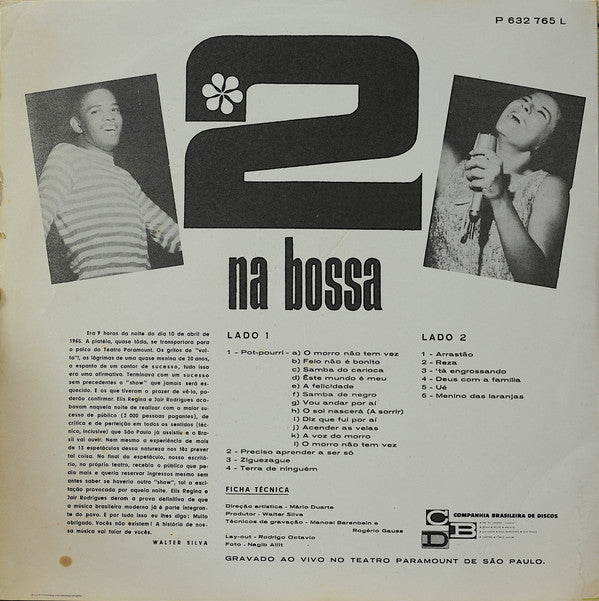 P 632 765 L
2
na bossa
Era 9 horas da noite do dia 10 de abril de
1965. A platéia, quase tôda, se transportara para
o palco do Teatro Paramount. Os gritos de "vol-
ta"!, as lágrimas de uma quase menina de 20 anos,
o espanto de um cantor de sucesso, tudo isso
era uma afirmativa. Terminava com um sucesso
sem precedentes o "show" que jamais será es-
quecido. E os que tiveram o prazer de vê-lo, po-
derão confirmar. Elis Regina e Jair Rodrigues aca-
bavam naquela noite de realizar com o maior su-
cesso de público (2 000 pessoas pagantes), de
crítica e de perfeição em todos os sentidos (téc-
nico, inclusive) que São Paulo já assistiu e o Bra-
sil vai ouvir. Nem mesmo a experiência de mais
de 13 espetáculos dessa natureza nos fêz prever
tal coisa. No final do espetáculo, nosso escritó-
rio, no próprio teatro, recebia o público que pe-
dia mais e queria reservar ingressos mesmo sem
antes saber se haveria outro "show", tal a exci-
tação provocada por aquela noite. Elis Regina e
Jair Rodrigues deram a prova definitiva de que
a música brasileira moderna já é parte integran-
te do povo. E por tudo isso eu lhes digo: Muito
obrigado. Vocês não existem! A história de nos-
sa música vai falar de vocês.
WALTER SILVA
LADO 1
1 - Pot-pourri - a) O morro não tem vez
b) Feio não é bonito
c) Samba do carioca
d) Êste mundo é meu
e) A felicidade
f) Samba de negro
g) Vou andar por aí
h) O sol nascerá (A sorrir)
i) Diz que fui por aí
j) Acender as velas
k) A voz do morro
l) O morro não tem vez
2 - Preciso aprender a ser só
3 - Ziguezague
4 - Terra de ninguém
LADO 2
1 - Arrastão
2 - Reza
3 - 'tá engrossando
4 - Deus com a família
5 - Ué
6 - Menino das laranjas
FICHA TÉCNICA
Direção artística - Mário Duarte
Produtor - Walter Silva
Técnicos de gravação - Manoel Barenbein e
Rogério Gauss
Lay-out - Rodrigo Octavio
Foto - Nagib Allit
CBD
COMPANHIA BRASILEIRA DE DISCOS
GRAVADO AO VIVO NO TEATRO PARAMOUNT DE SÃO PAULO.